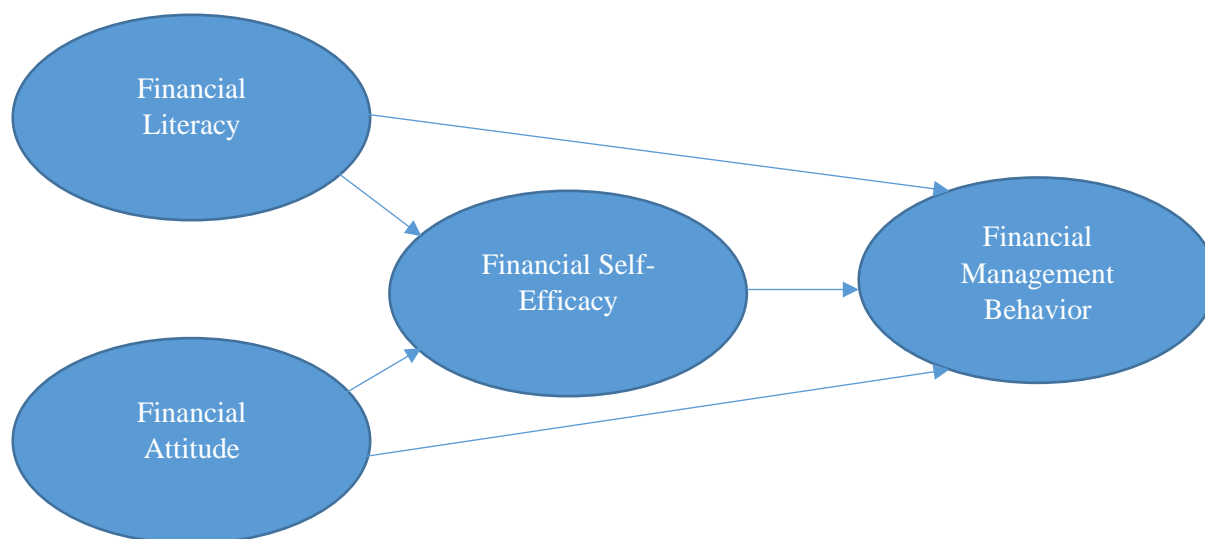 Financial
Literacy
Financial Self-
Efficacy
Financial
Management
Behavior
Financial
Attitude